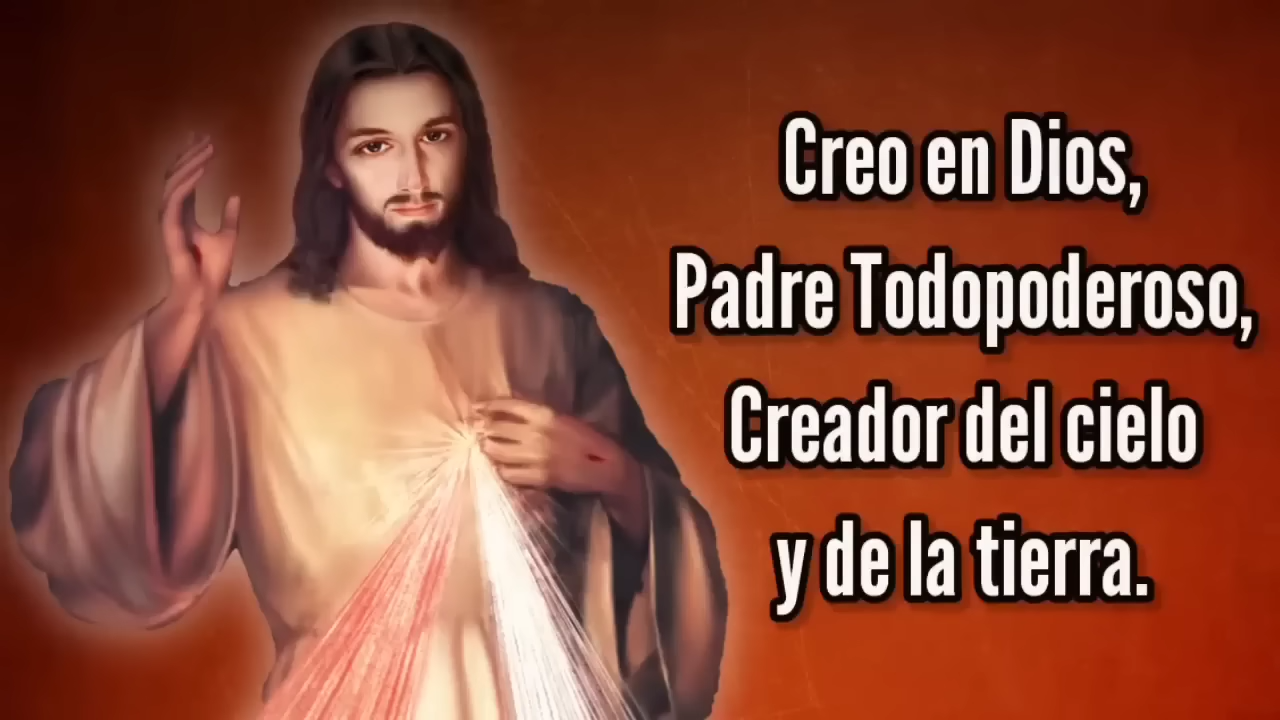 Creo en Dios,
Padre Todopoderoso,
Creador del cielo
y de la tierra.